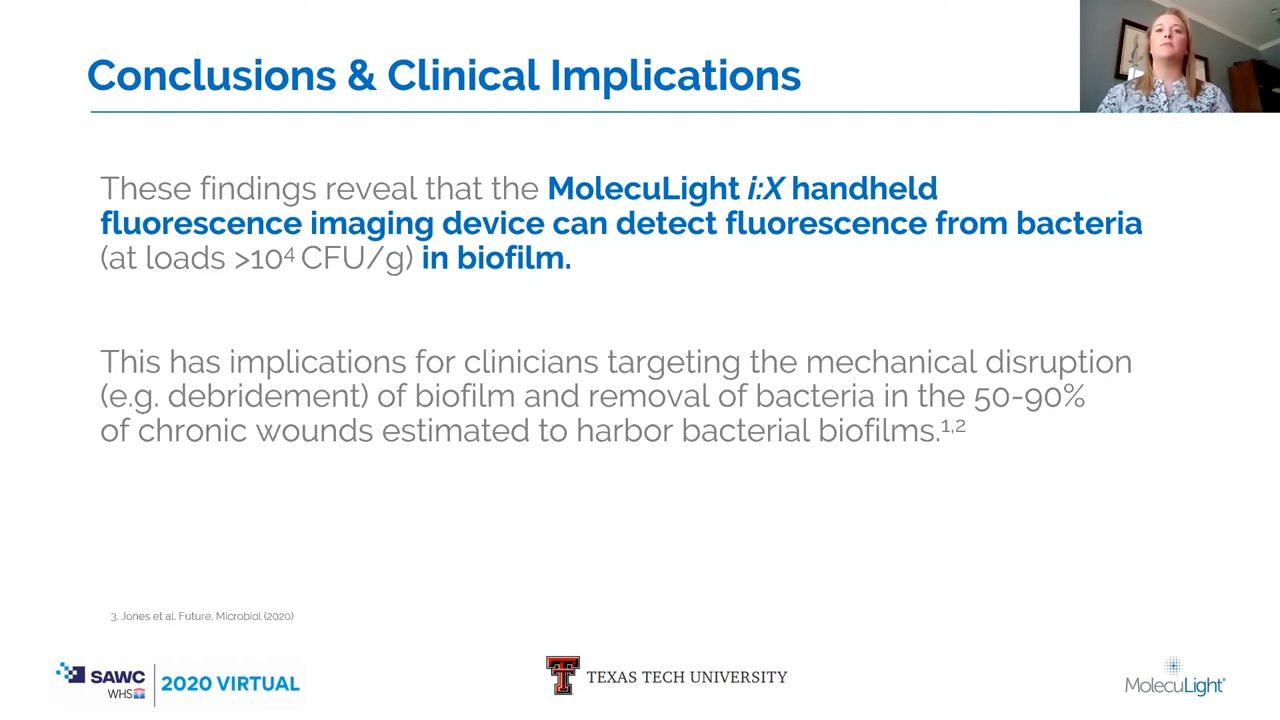 Conclusions & Clinical Implications
These findings reveal that the MolecuLight i:X handheld
fluorescence imaging device can detect fluorescence from bacteria
(at loads >10⁴ CFU/g) in biofilm.
This has implications for clinicians targeting the mechanical disruption
(e.g. debridement) of biofilm and removal of bacteria in the 50-90%
of chronic wounds estimated to harbor bacterial biofilms.¹,²
3. Jones et al. Future. Microbiol (2020)
SAWC
WHS
2020 VIRTUAL
TEXAS TECH UNIVERSITY
MolecuLight®